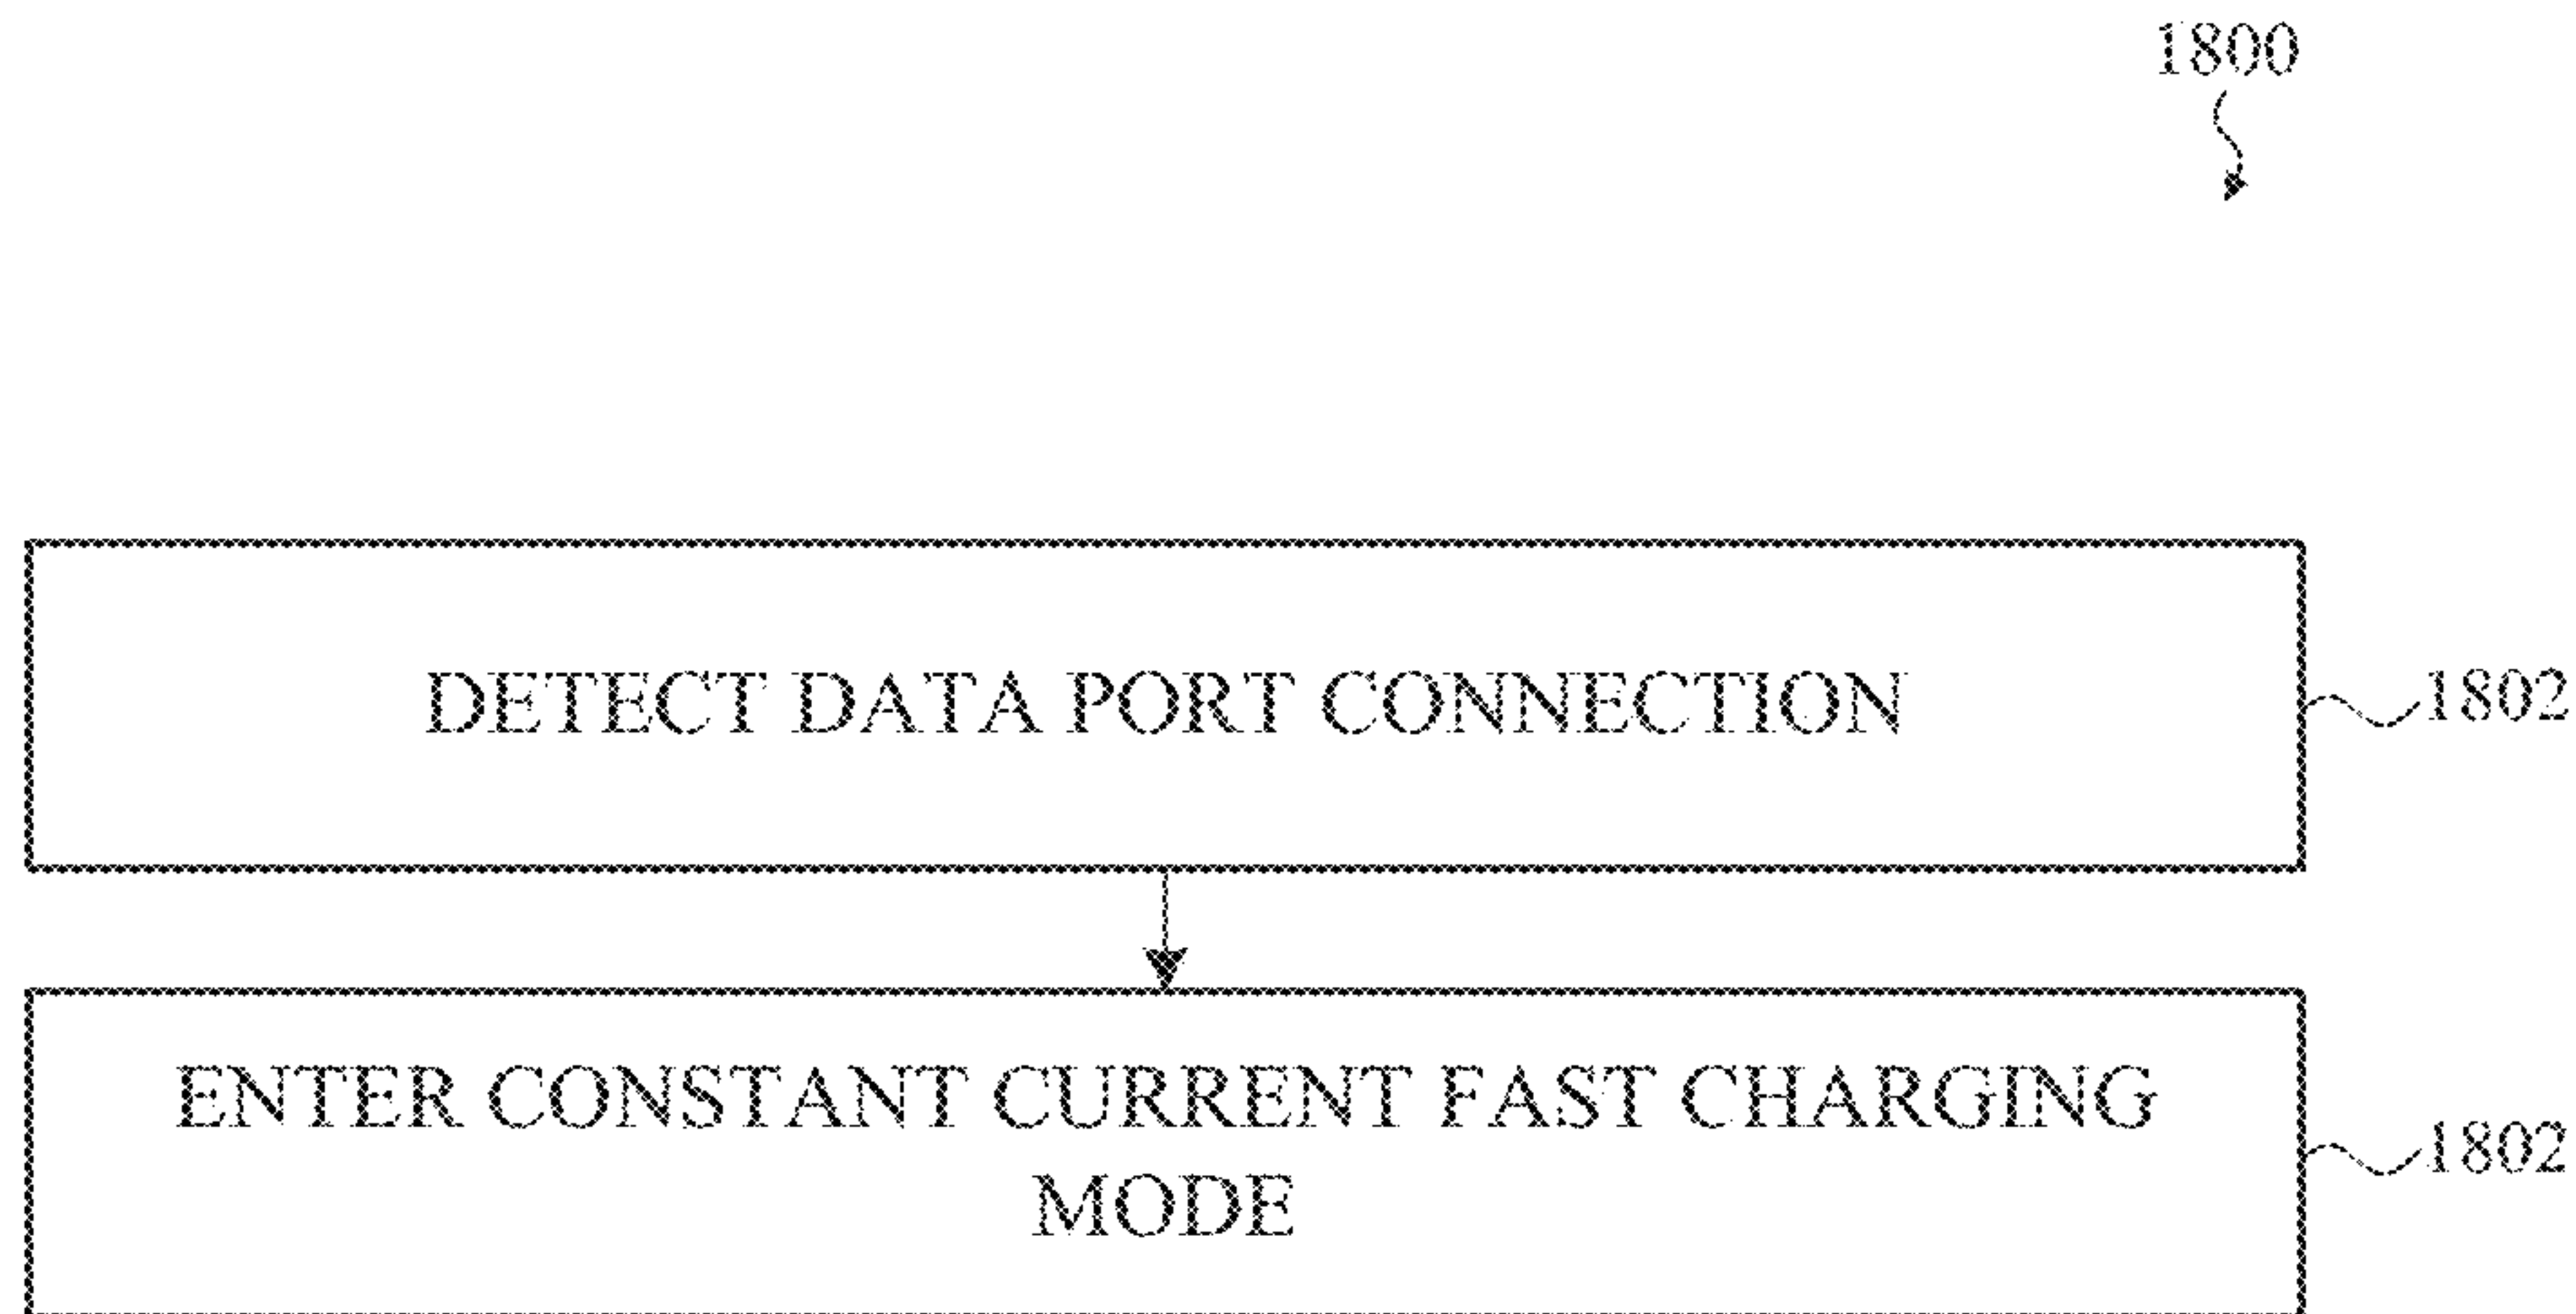 1800
DETECT DATA PORT CONNECTION
1802
ENTER CONSTANT CURRENT FAST CHARGING
MODE
1802